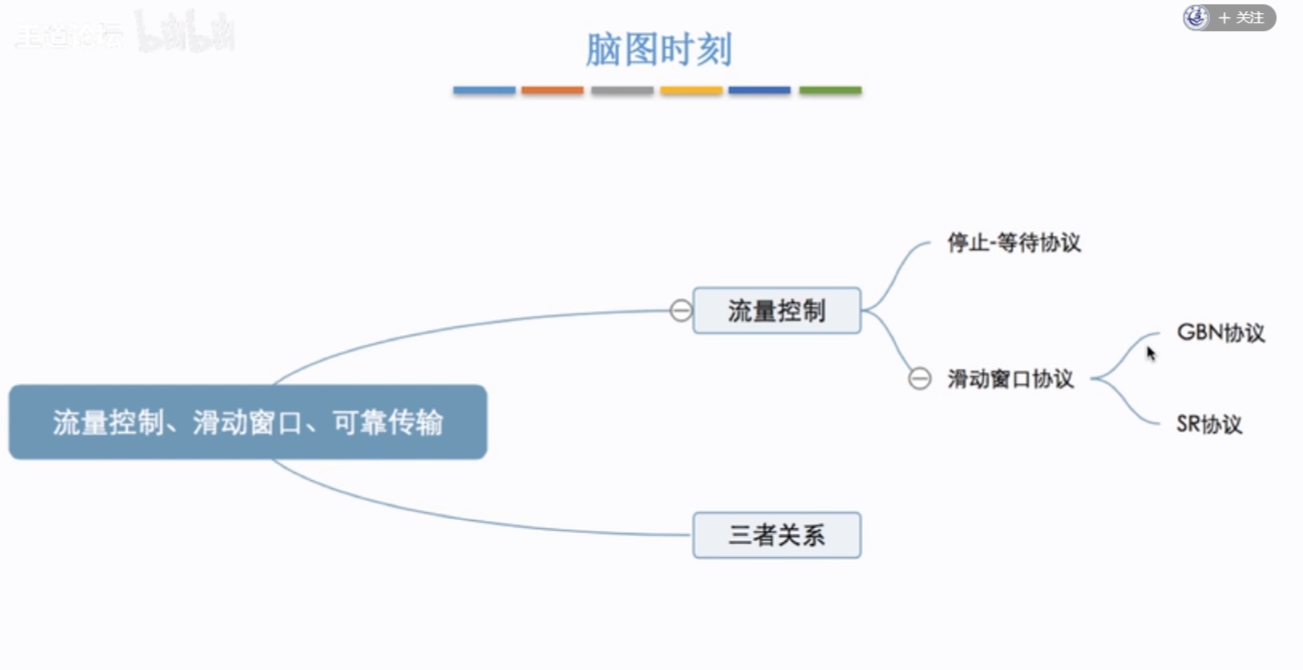 王道论坛 bilibili
+ 关注
脑图时刻
停止-等待协议
流量控制
GBN协议
滑动窗口协议
流量控制、滑动窗口、可靠传输
SR协议
三者关系